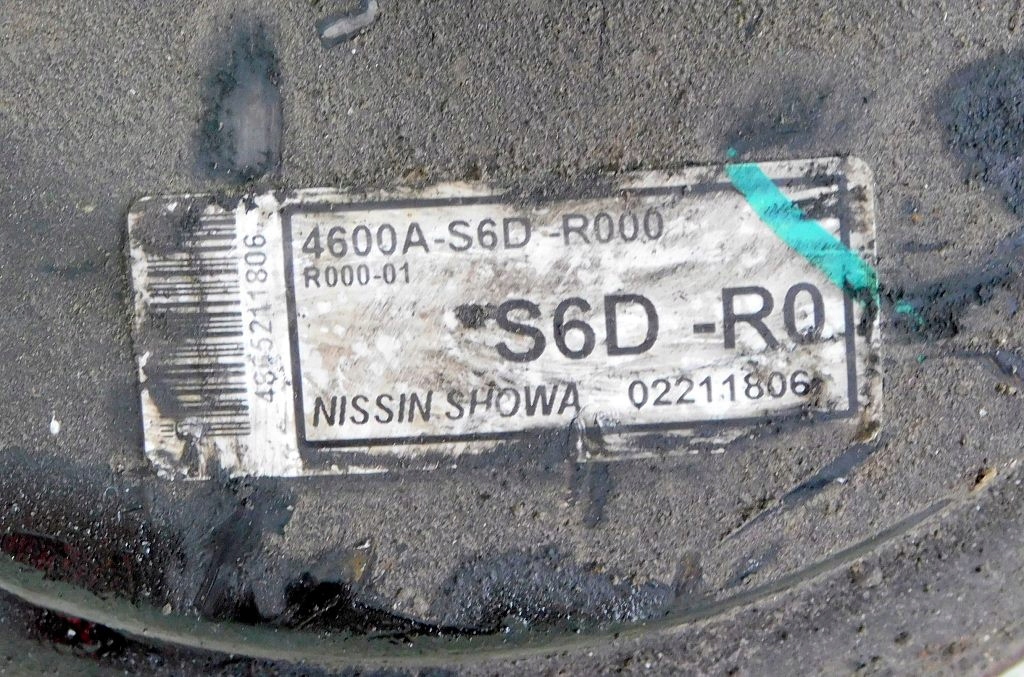 4600A-S6D -R000
R000-01
S6D -R0
NISSIN SHOWA 02211806